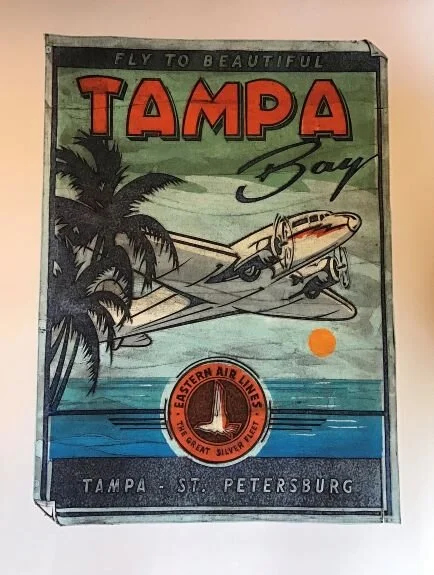 FLY TO BEAUTIFUL
TAMPA
Bay
EASTERN AIR LINES
THE GREAT SILVER FLEET
TAMPA - ST. PETERSBURG